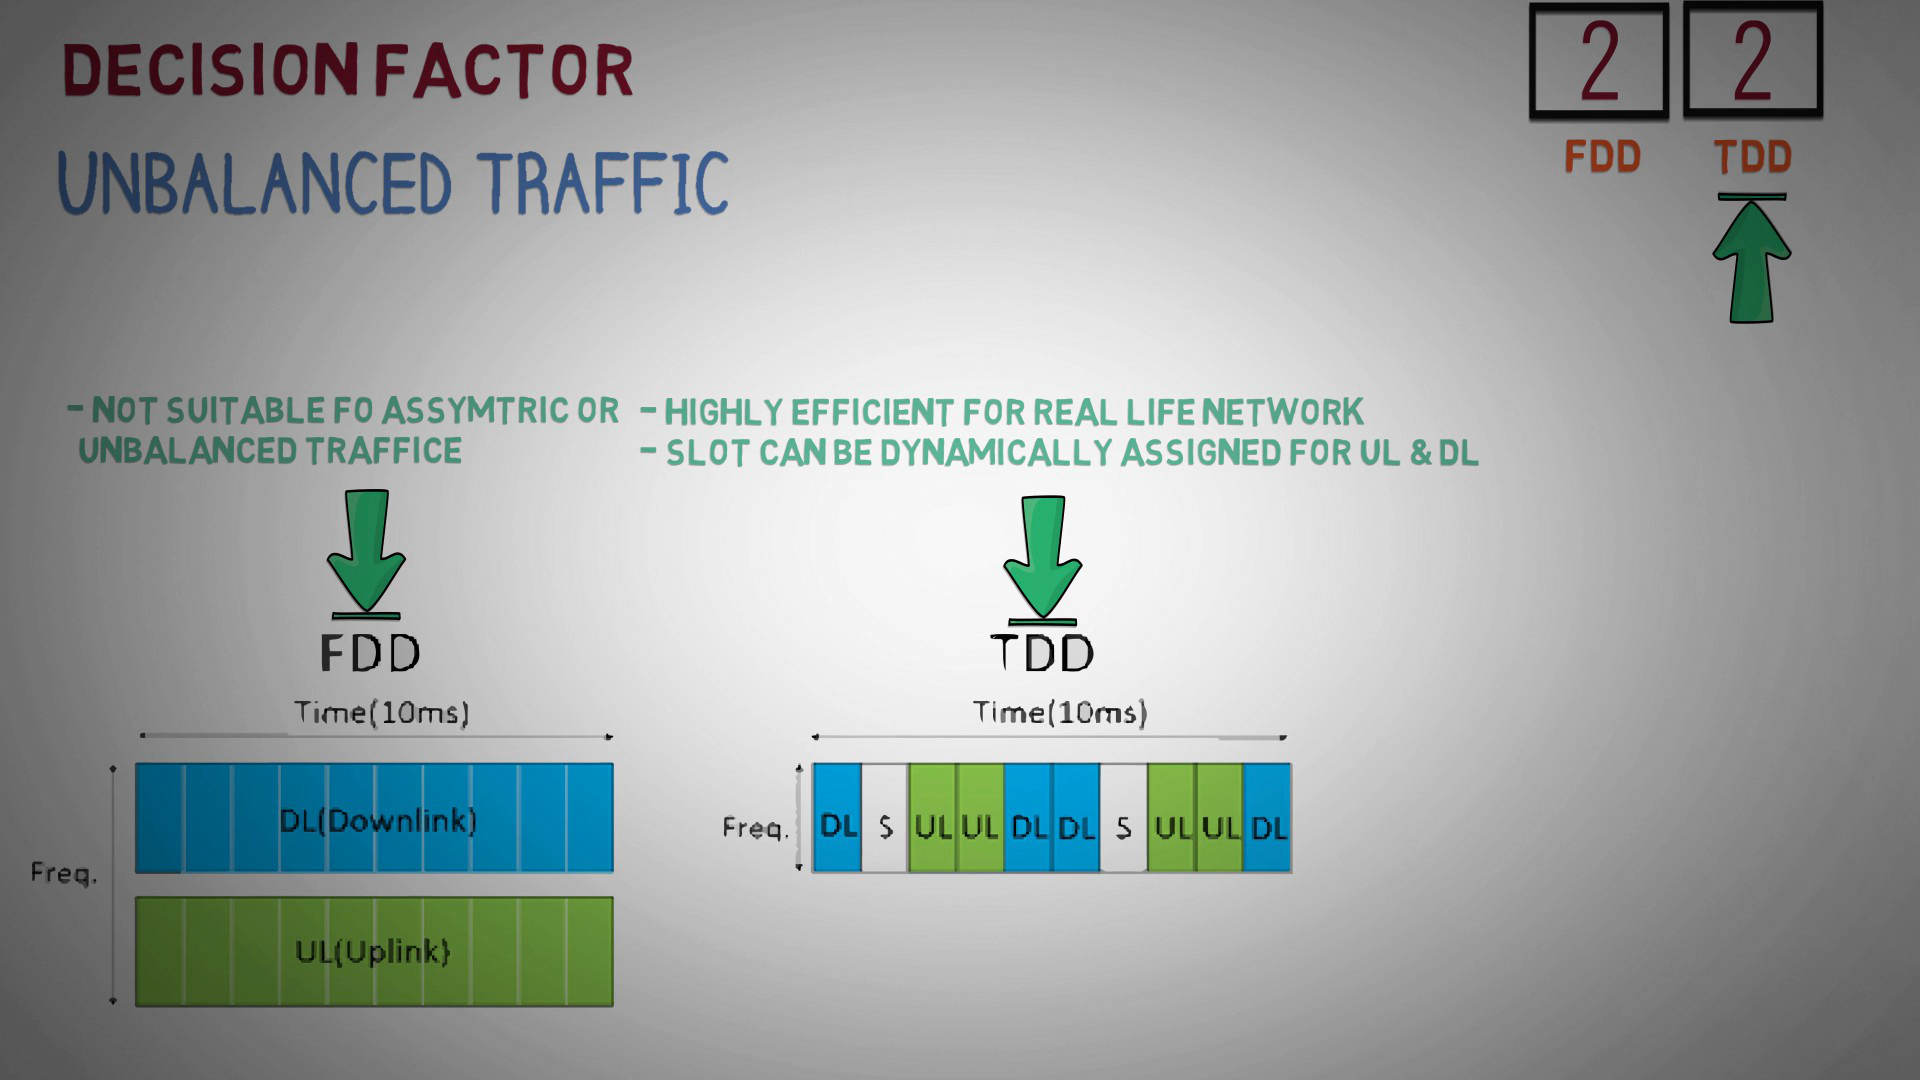 DECISION FACTOR
UNBALANCED TRAFFIC
2 2
FDD TDD
- NOT SUITABLE FO ASSYMTRIC OR
UNBALANCED TRAFFICE
- HIGHLY EFFICIENT FOR REAL LIFE NETWORK
- SLOT CAN BE DYNAMICALLY ASSIGNED FOR UL & DL
FDD
Time(10ms)
Freq.
DL(Downlink)
UL(Uplink)
TDD
Time(10ms)
Freq.
DL S UL UL DL DL S UL UL DL